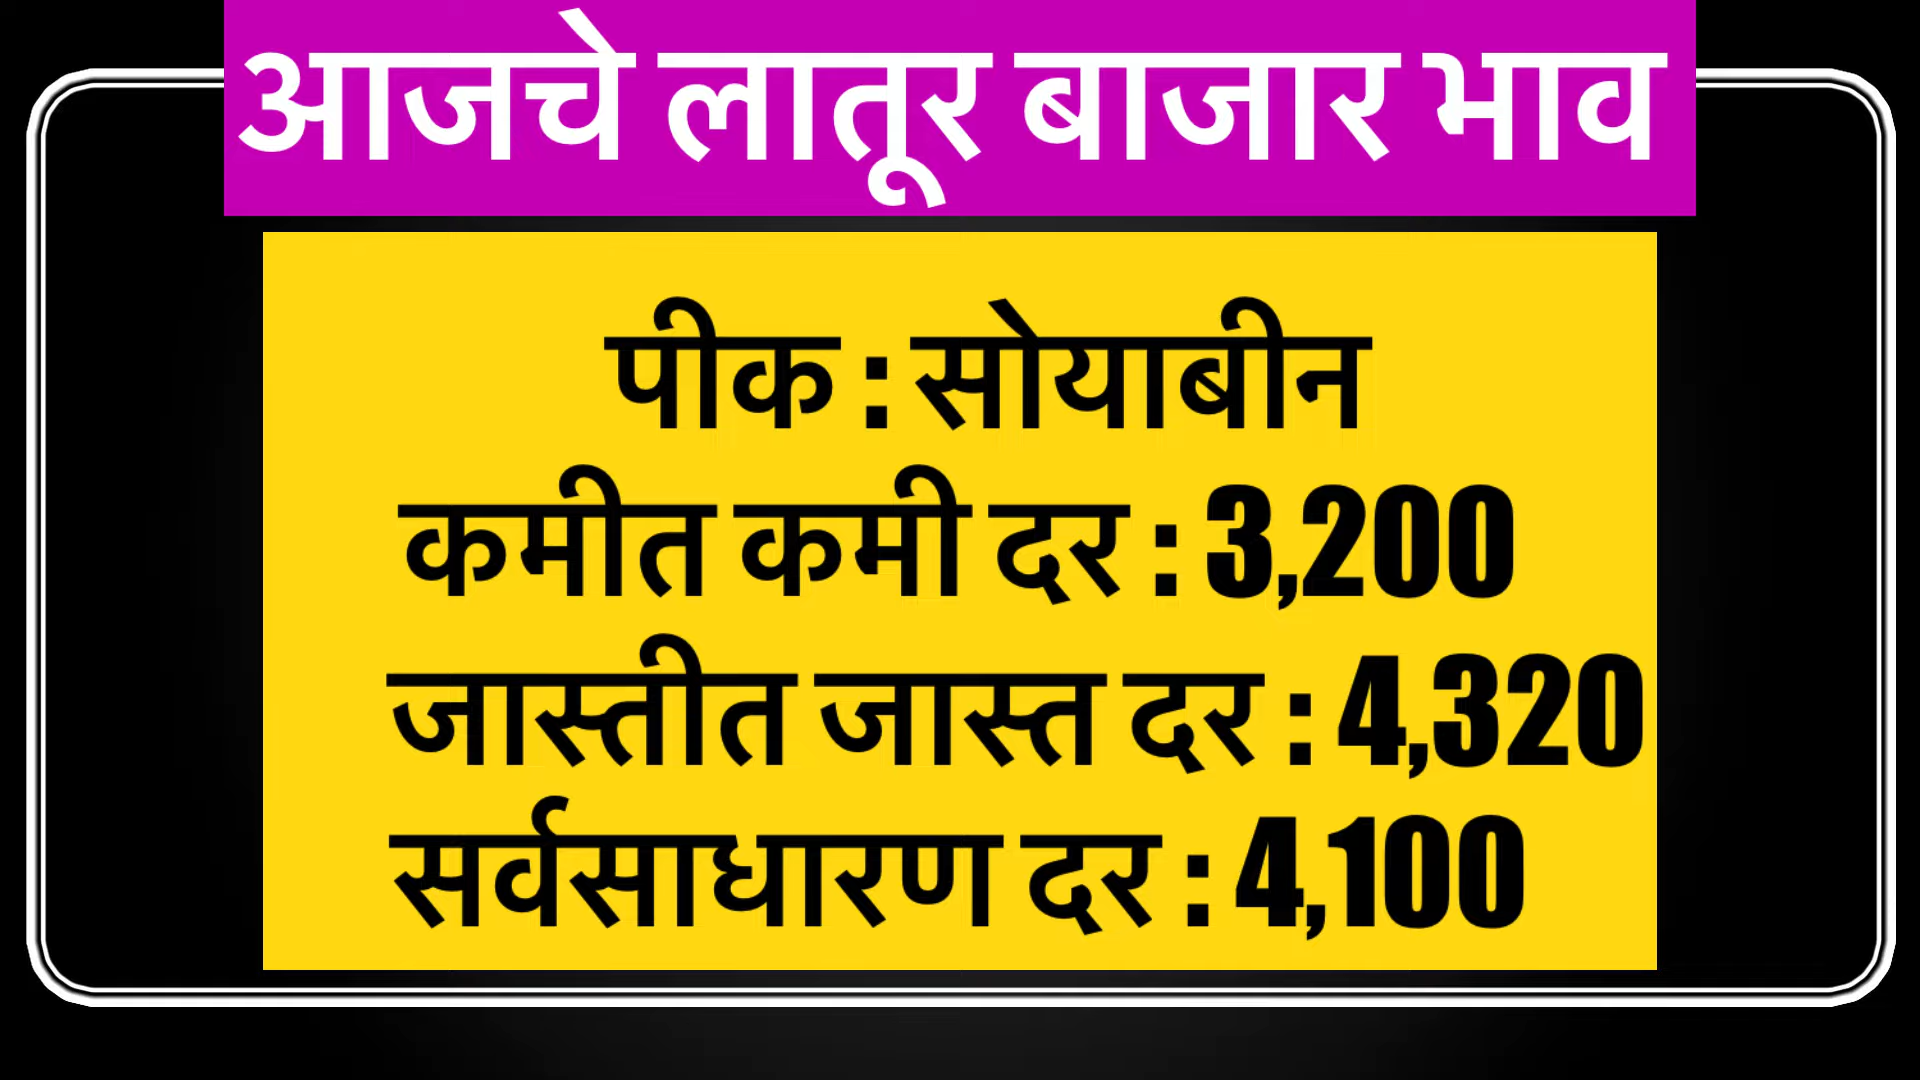 आजचे लातूर बाजार भाव
पीक : सोयाबीन
कमीत कमी दर : 3,200
जास्तीत जास्त दर : 4,320
सर्वसाधारण दर : 4,100